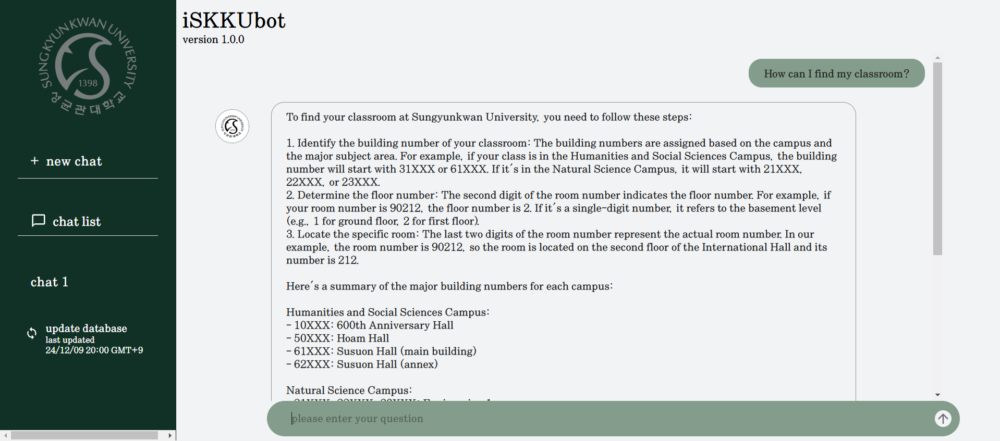 SUNGKYUNKWAN UNIVERSITY
1398
성균관대학교
+ new chat
chat list
chat 1
update database
last updated
24/12/09 20:00 GMT+9
iSKKUbot
version 1.0.0
How can I find my classroom?
SUNGKYUNKWAN UNIVERSITY
1398
성균관대학교
To find your classroom at Sungyunkwan University, you need to follow these steps:
1. Identify the building number of your classroom: The building numbers are assigned based on the campus and
the major subject area. For example, if your class is in the Humanities and Social Sciences Campus, the building
number will start with 31XXX or 61XXX. If it´s in the Natural Science Campus, it will start with 21XXX,
22XXX, or 23XXX.
2. Determine the floor number: The second digit of the room number indicates the floor number. For example, if
your room number is 90212, the floor number is 2. If it´s a single-digit number, it refers to the basement level
(e.g., 1 for ground floor, 2 for first floor).
3. Locate the specific room: The last two digits of the room number represent the actual room number. In our
example, the room number is 90212, so the room is located on the second floor of the International Hall and its
number is 212.
Here´s a summary of the major building numbers for each campus:
Humanities and Social Sciences Campus:
- 10XXX: 600th Anniversary Hall
- 50XXX: Hoam Hall
- 61XXX: Susuon Hall (main building)
- 62XXX: Susuon Hall (annex)
Natural Science Campus:
please enter your question